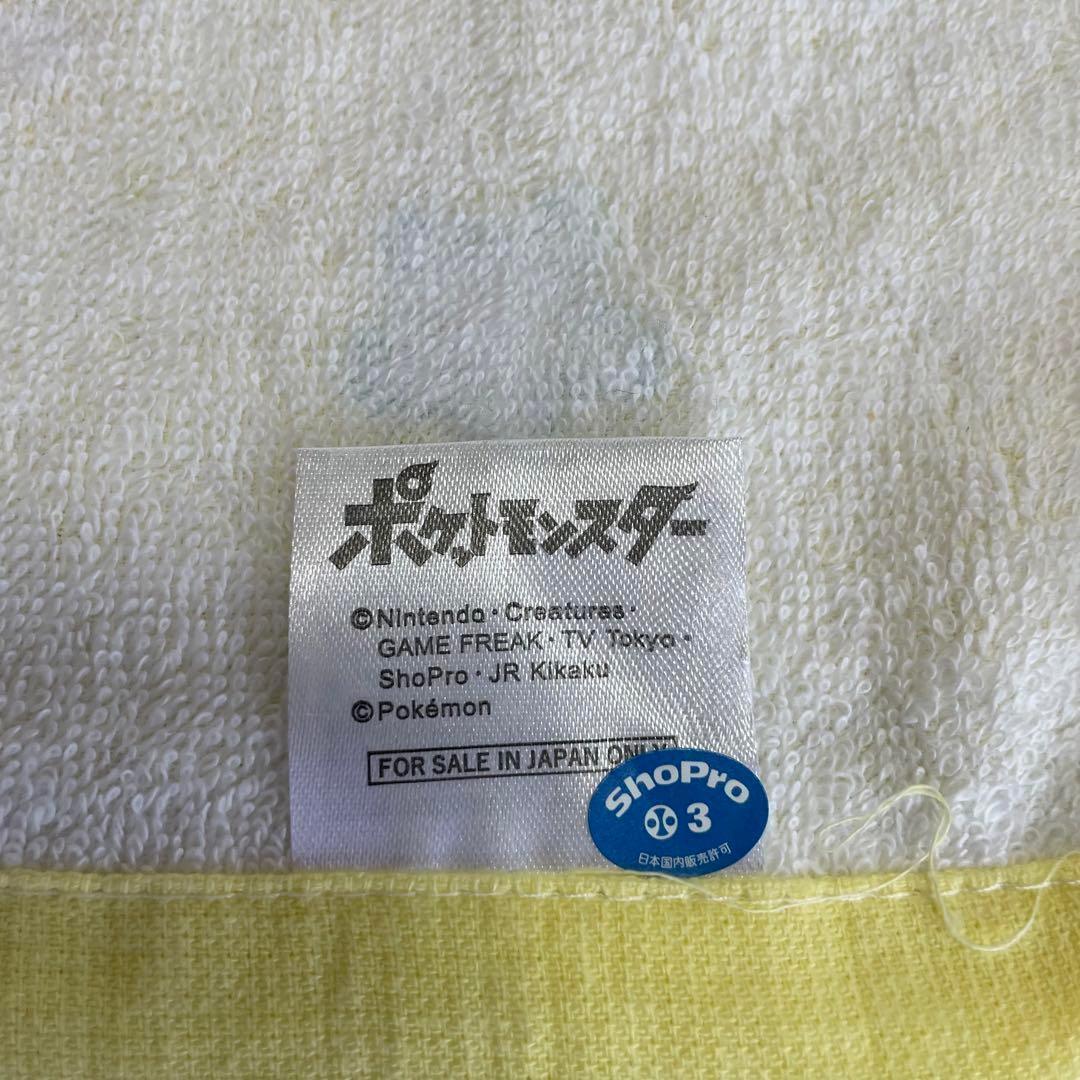 ポケットモンスター
©Nintendo・Creatures・
GAME FREAK・TV Tokyo・
ShoPro・JR Kikaku
©Pokémon
FOR SALE IN JAPAN ONLY
ShoPro
3
日本国内販売許可